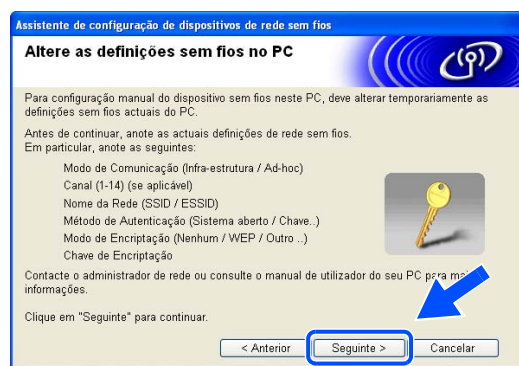 Assistente de configuração de dispositivos de rede sem fios
Altere as definições sem fios no PC
Para configuração manual do dispositivo sem fios neste PC, deve alterar temporariamente as
definições sem fios actuais do PC.
Antes de continuar, anote as actuais definições de rede sem fios.
Em particular, anote as seguintes:
Modo de Comunicação (Infra-estrutura / Ad-hoc)
Canal (1-14) (se aplicável)
Nome da Rede (SSID / ESSID)
Método de Autenticação (Sistema aberto / Chave..)
Modo de Encriptação (Nenhum / WEP / Outro ..)
Chave de Encriptação
Contacte o administrador de rede ou consulte o manual de utilizador do seu PC para
informações.
Clique em "Seguinte" para continuar.
< Anterior
Seguinte >
Cancelar